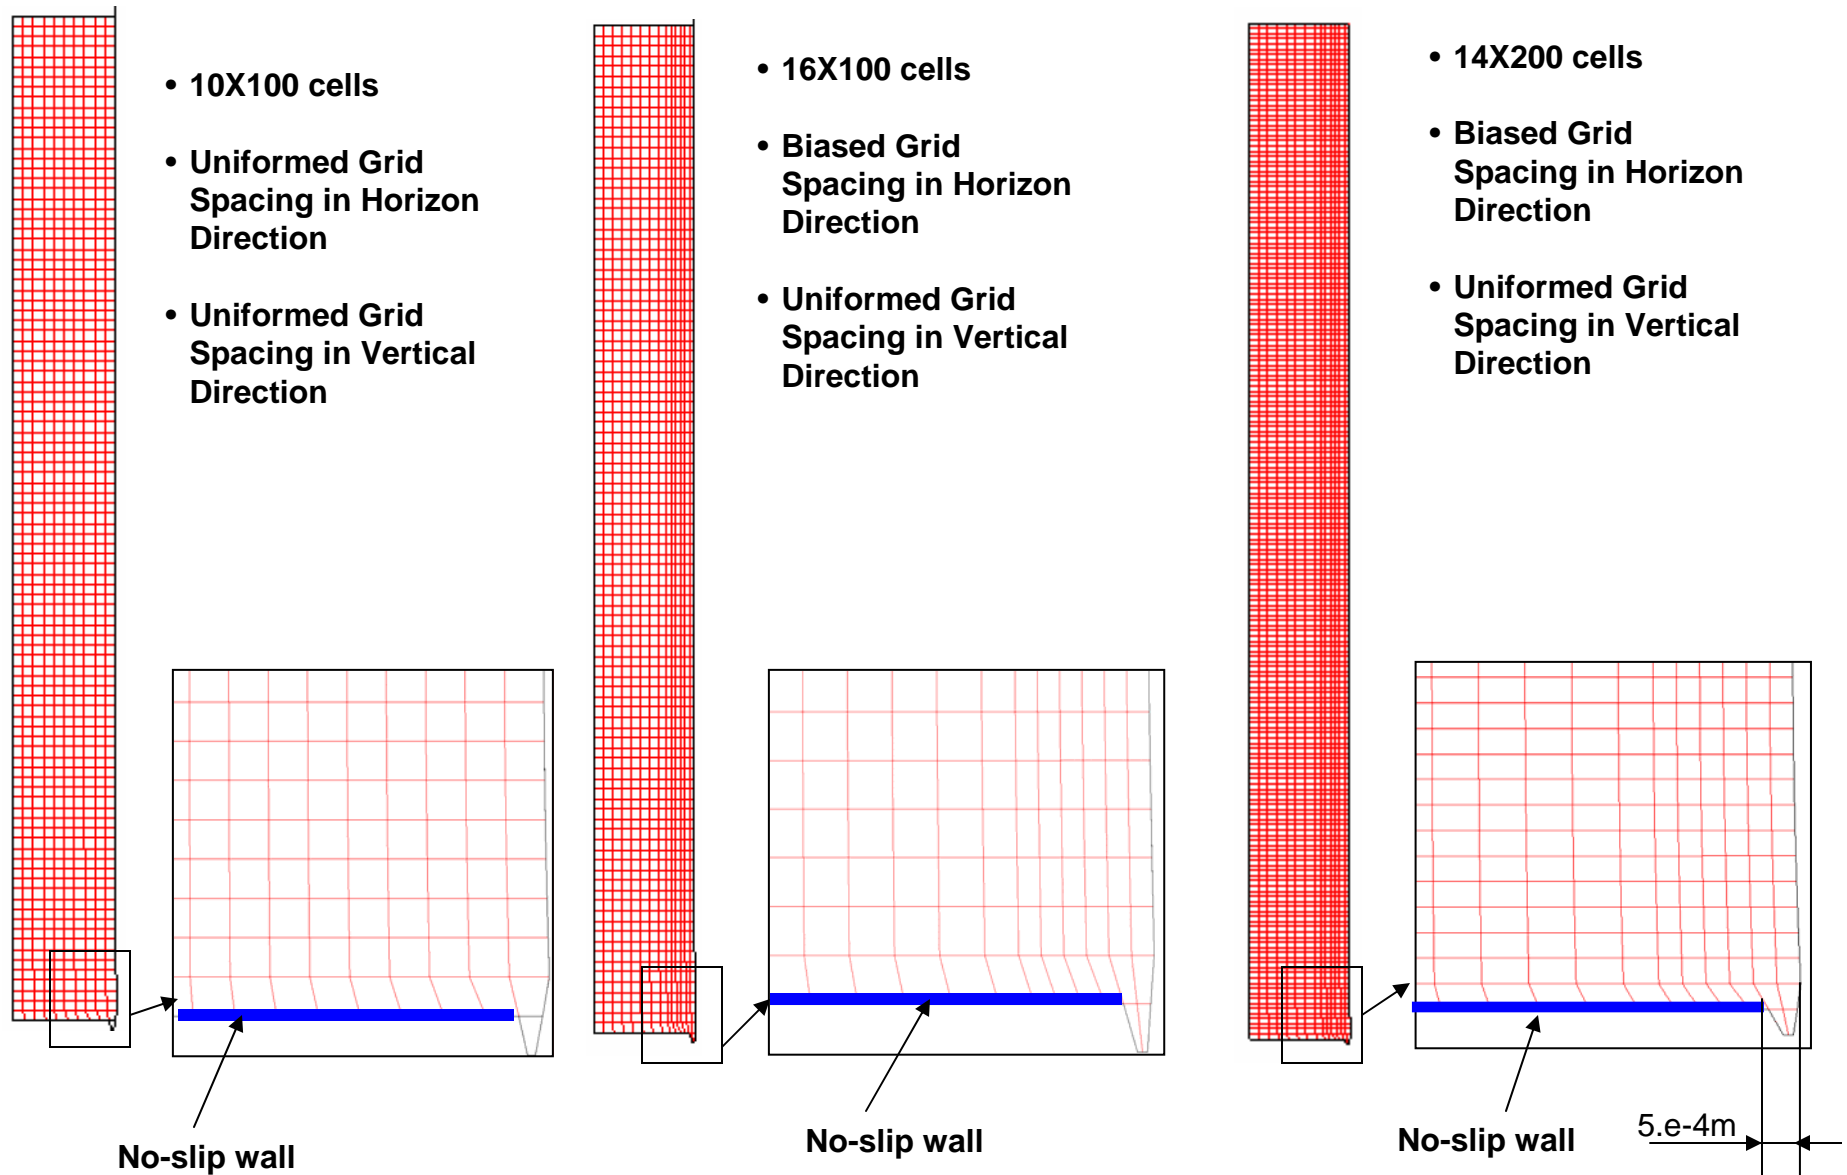 • 10X100 cells
• Uniformed Grid
Spacing in Horizon
Direction
• Uniformed Grid
Spacing in Vertical
Direction
No-slip wall
• 16X100 cells
• Biased Grid
Spacing in Horizon
Direction
• Uniformed Grid
Spacing in Vertical
Direction
No-slip wall
• 14X200 cells
• Biased Grid
Spacing in Horizon
Direction
• Uniformed Grid
Spacing in Vertical
Direction
No-slip wall
5.e-4m